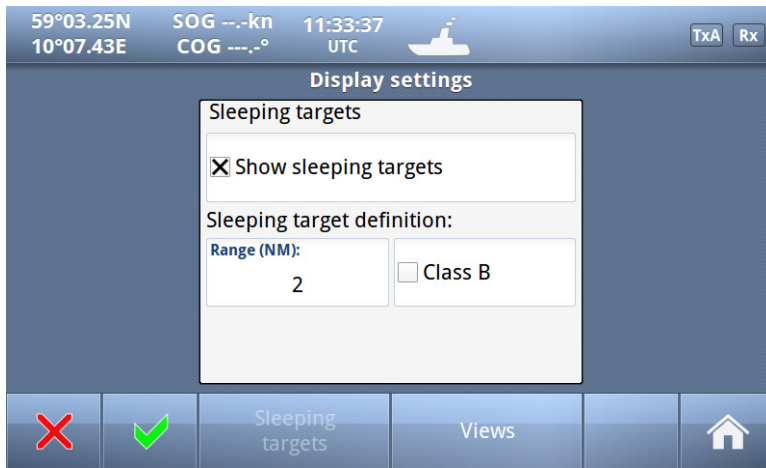 59°03.25N SOG --.-kn 11:33:37
10°07.43E COG ---.-° UTC
TxA Rx
Display settings
Sleeping targets
Show sleeping targets
Sleeping target definition:
Range (NM):
2
Class B
Sleeping
targets
Views